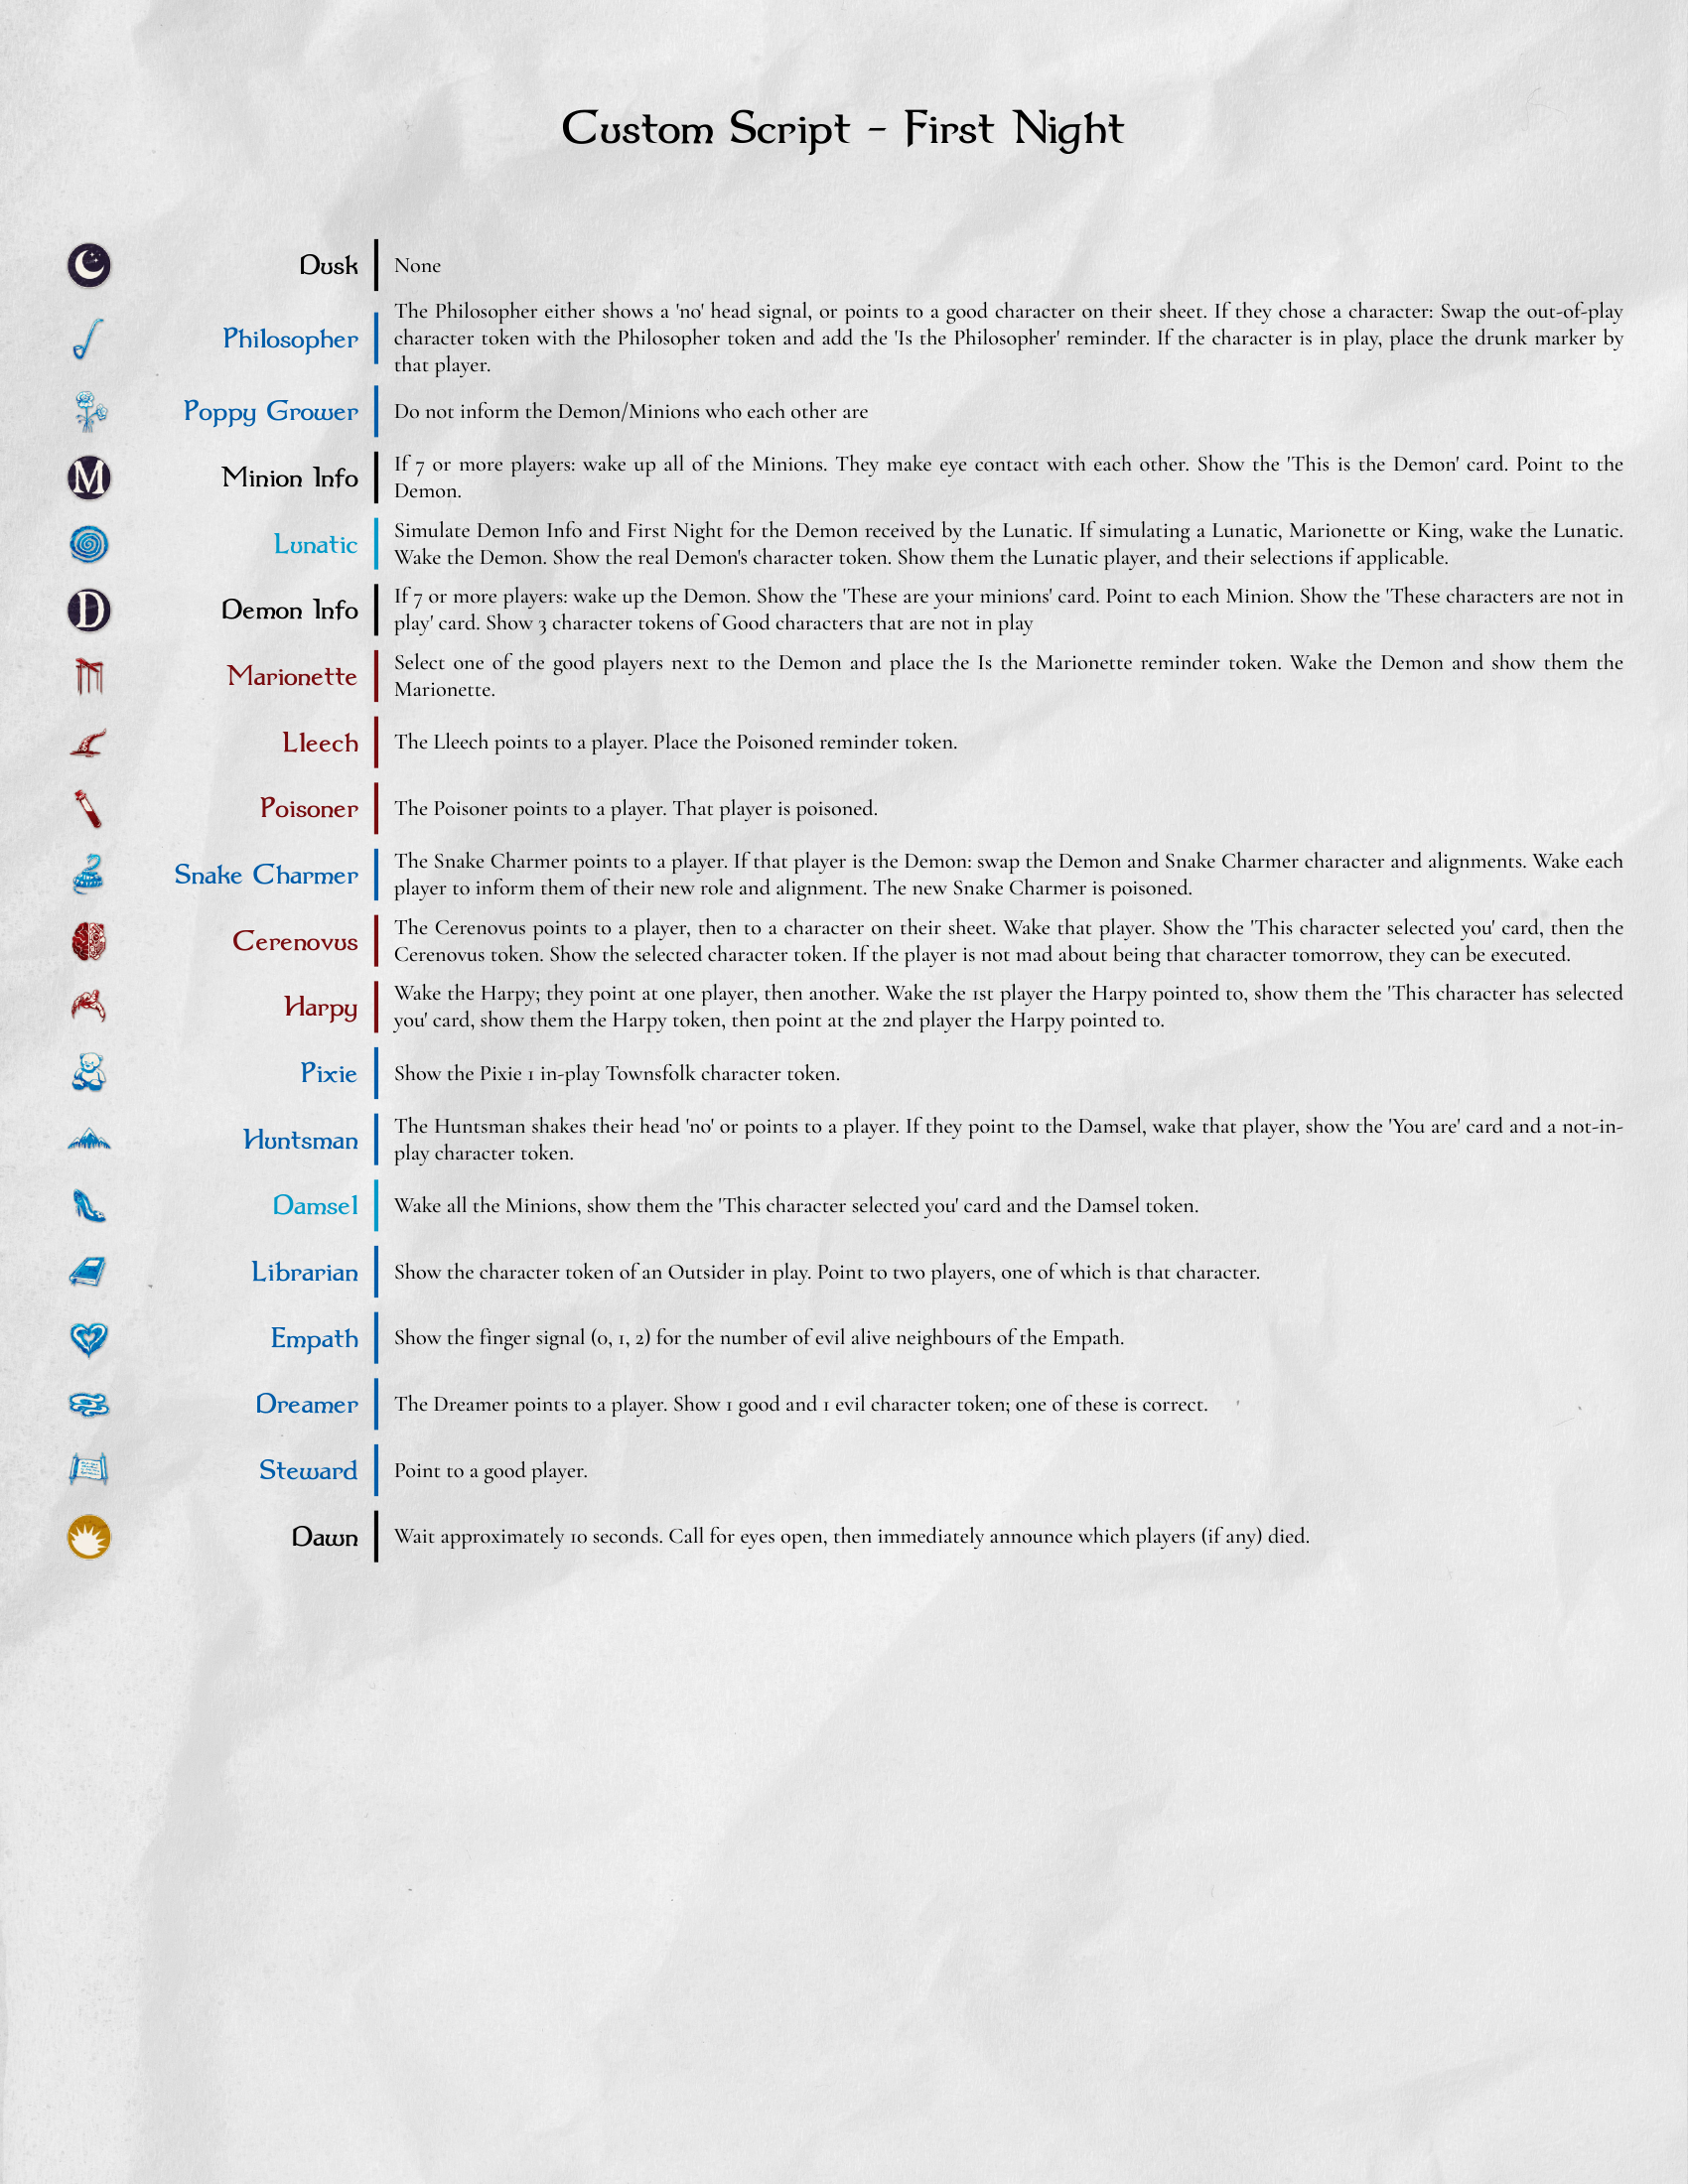 Custom Script - First Night
Dusk
None
Philosopher
The Philosopher either shows a 'no' head signal, or points to a good character on their sheet. If they chose a character: Swap the out-of-play
character token with the Philosopher token and add the 'Is the Philosopher' reminder. If the character is in play, place the drunk marker by
that player.
Poppy Grower
Do not inform the Demon/Minions who each other are
M
Minion Info
If 7 or more players: wake up all of the Minions. They make eye contact with each other. Show the 'This is the Demon' card. Point to the
Demon.
Lunatic
Simulate Demon Info and First Night for the Demon received by the Lunatic. If simulating a Lunatic, Marionette or King, wake the Lunatic.
Wake the Demon. Show the real Demon's character token. Show them the Lunatic player, and their selections if applicable.
D
Demon Info
If 7 or more players: wake up the Demon. Show the 'These are your minions' card. Point to each Minion. Show the 'These characters are not in
play' card. Show 3 character tokens of Good characters that are not in play
Marionette
Select one of the good players next to the Demon and place the Is the Marionette reminder token. Wake the Demon and show them the
Marionette.
Lleech
The Lleech points to a player. Place the Poisoned reminder token.
Poisoner
The Poisoner points to a player. That player is poisoned.
Snake Charmer
The Snake Charmer points to a player. If that player is the Demon: swap the Demon and Snake Charmer character and alignments. Wake each
player to inform them of their new role and alignment. The new Snake Charmer is poisoned.
Cerenovus
The Cerenovus points to a player, then to a character on their sheet. Wake that player. Show the 'This character selected you' card, then the
Cerenovus token. Show the selected character token. If the player is not mad about being that character tomorrow, they can be executed.
Harpy
Wake the Harpy; they point at one player, then another. Wake the 1st player the Harpy pointed to, show them the 'This character has selected
you' card, show them the Harpy token, then point at the 2nd player the Harpy pointed to.
Pixie
Show the Pixie 1 in-play Townsfolk character token.
Huntsman
The Huntsman shakes their head 'no' or points to a player. If they point to the Damsel, wake that player, show the 'You are' card and a not-in-
play character token.
Damsel
Wake all the Minions, show them the 'This character selected you' card and the Damsel token.
Librarian
Show the character token of an Outsider in play. Point to two players, one of which is that character.
Empath
Show the finger signal (0, 1, 2) for the number of evil alive neighbours of the Empath.
Dreamer
The Dreamer points to a player. Show 1 good and 1 evil character token; one of these is correct.
Steward
Point to a good player.
Dawn
Wait approximately 10 seconds. Call for eyes open, then immediately announce which players (if any) died.